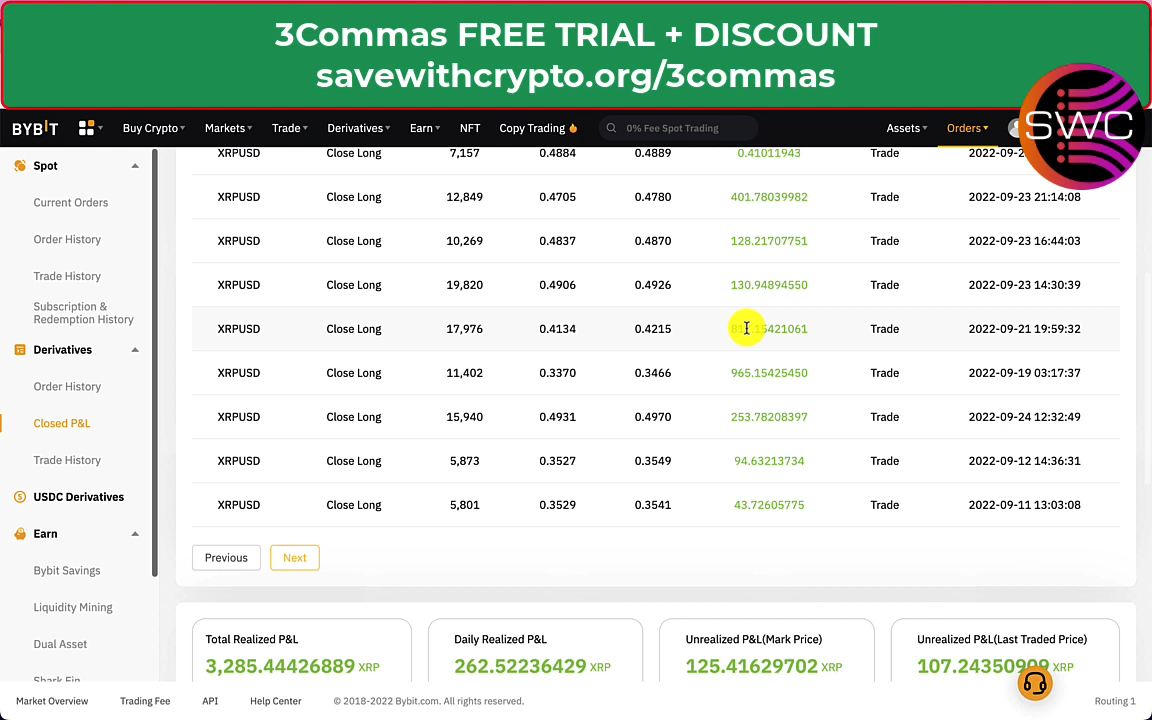 3Commas FREE TRIAL + DISCOUNT
savewithcrypto.org/3commas
BYBIT Buy Crypto Markets Trade Derivatives Earn NFT Copy Trading 0% Fee Spot Trading Assets Orders
SWC
Spot
Current Orders
Order History
Trade History
Subscription &
Redemption History
Derivatives
Order History
Closed P&L
Trade History
USDC Derivatives
Earn
Bybit Savings
Liquidity Mining
Dual Asset
Shark Fin
XRPUSD Close Long 7,157 0.4884 0.4889 0.41011943 Trade
XRPUSD Close Long 12,849 0.4705 0.4780 401.78039982 Trade 2022-09-23 21:14:08
XRPUSD Close Long 10,269 0.4837 0.4870 128.21707751 Trade 2022-09-23 16:44:03
XRPUSD Close Long 19,820 0.4906 0.4926 130.94894550 Trade 2022-09-23 14:30:39
XRPUSD Close Long 17,976 0.4134 0.4215 Trade 2022-09-21 19:59:32
XRPUSD Close Long 11,402 0.3370 0.3466 965.15425450 Trade 2022-09-19 03:17:37
XRPUSD Close Long 15,940 0.4931 0.4970 253.78208397 Trade 2022-09-24 12:32:49
XRPUSD Close Long 5,873 0.3527 0.3549 94.63213734 Trade 2022-09-12 14:36:31
XRPUSD Close Long 5,801 0.3529 0.3541 43.72605775 Trade 2022-09-11 13:03:08
Previous Next
Total Realized P&L
3,285.44426889 XRP
Daily Realized P&L
262.52236429 XRP
Unrealized P&L(Mark Price)
125.41629702 XRP
Unrealized P&L(Last Traded Price)
107.24350909 XRP
Market Overview Trading Fee API Help Center © 2018-2022 Bybit.com. All rights reserved. Routing 1